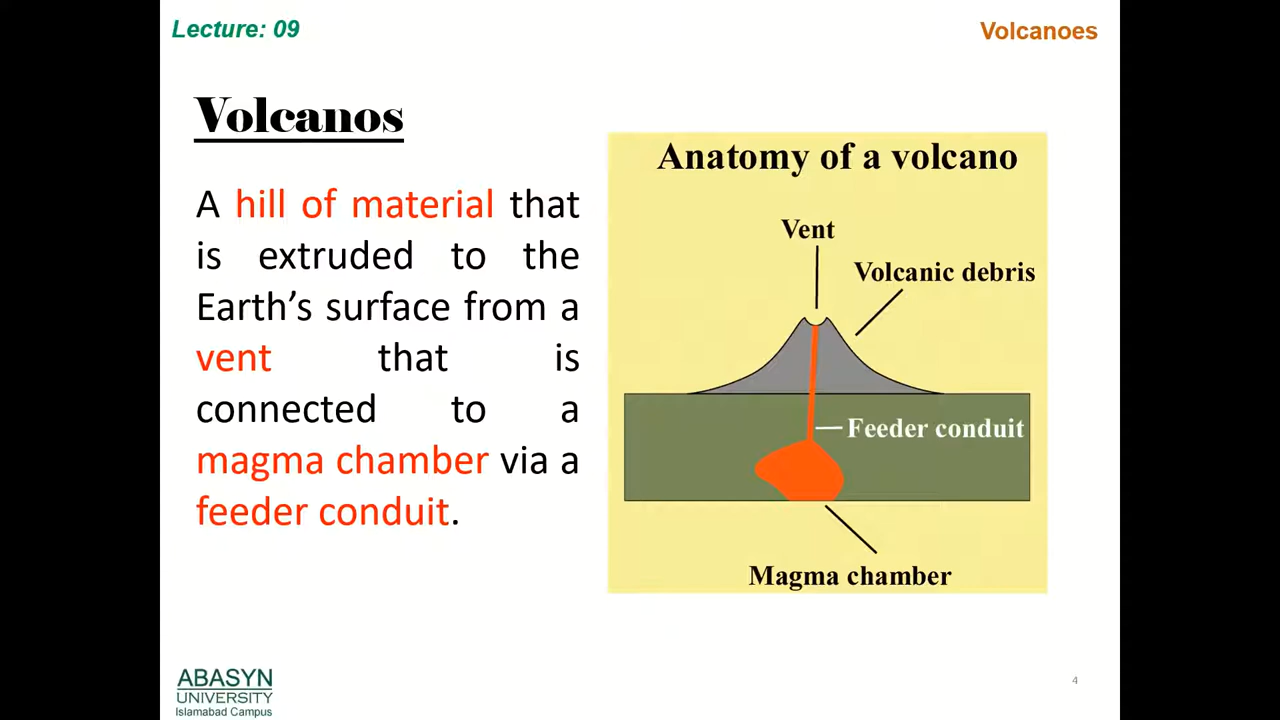 Lecture: 09
Volcanoes
Volcanos
A hill of material that
is extruded to the
Earth’s surface from a
vent that is
connected to a
magma chamber via a
feeder conduit.
Anatomy of a volcano
Vent
Volcanic debris
Feeder conduit
Magma chamber
ABASYN
UNIVERSITY
Islamabad Campus
4